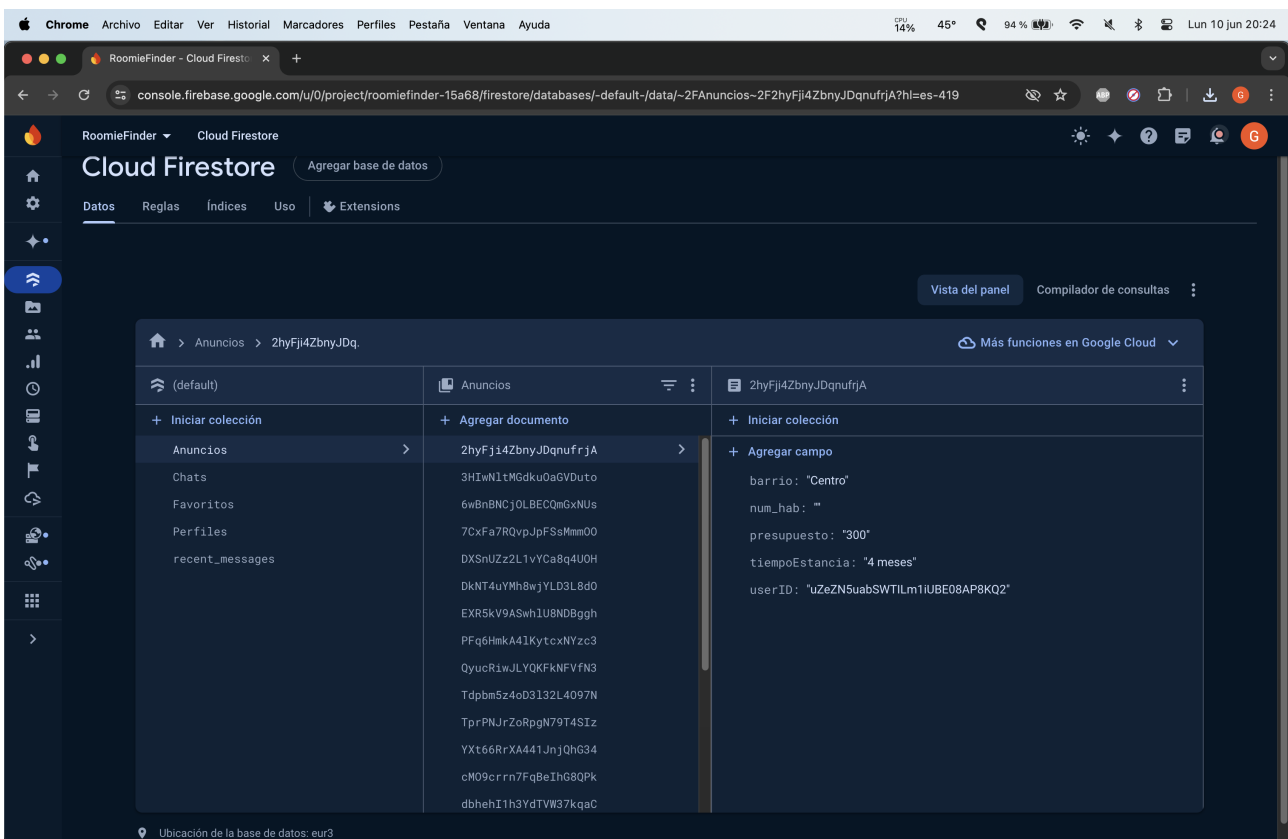 Chrome Archivo Editar Ver Historial Marcadores Perfiles Pestaña Ventana Ayuda CPU 14% 45° 94 % Lun 10 jun 20:24
RoomieFinder - Cloud Firesto
console.firebase.google.com/u/0/project/roomiefinder-15a68/firestore/databases/-default-/data/~2FAnuncios~2F2hyFji4ZbnyJDqnufrjA?hl=es-419 ABP G
RoomieFinder Cloud Firestore G
Cloud Firestore Agregar base de datos
Datos Reglas Índices Uso Extensions
Vista del panel Compilador de consultas
Anuncios > 2hyFji4ZbnyJDq. Más funciones en Google Cloud
(default) Anuncios 2hyFji4ZbnyJDqnufrjA
+ Iniciar colección + Agregar documento + Iniciar colección
Anuncios
Chats
Favoritos
Perfiles
recent_messages
2hyFji4ZbnyJDqnufrjA
3HIwNltMGdkuOaGVDuto
6wBnBNCjOLBECQmGxNUs
7CxFa7RQvpJpFSsMmmOO
DXSnUZz2L1vYCa8q4UOH
DkNT4uYMh8wjYLD3L8dO
EXR5kV9ASwhlU8NDBggh
PFq6HmkA4lKytcxNYzc3
QyucRiwJLYQKFkNFVfN3
Tdpbm5z4oD3l32L4O97N
TprPNJrZoRpgN79T4SIz
YXt66RrXA441JnjQhG34
cMO9crrn7FqBeIhG8QPk
dbhehI1h3YdTVW37kqaC
+ Agregar campo
barrio: "Centro"
num_hab: ""
presupuesto: "300"
tiempoEstancia: "4 meses"
userID: "uZeZN5uabSWTlLm1iUBE08AP8KQ2"
Ubicación de la base de datos: eur3